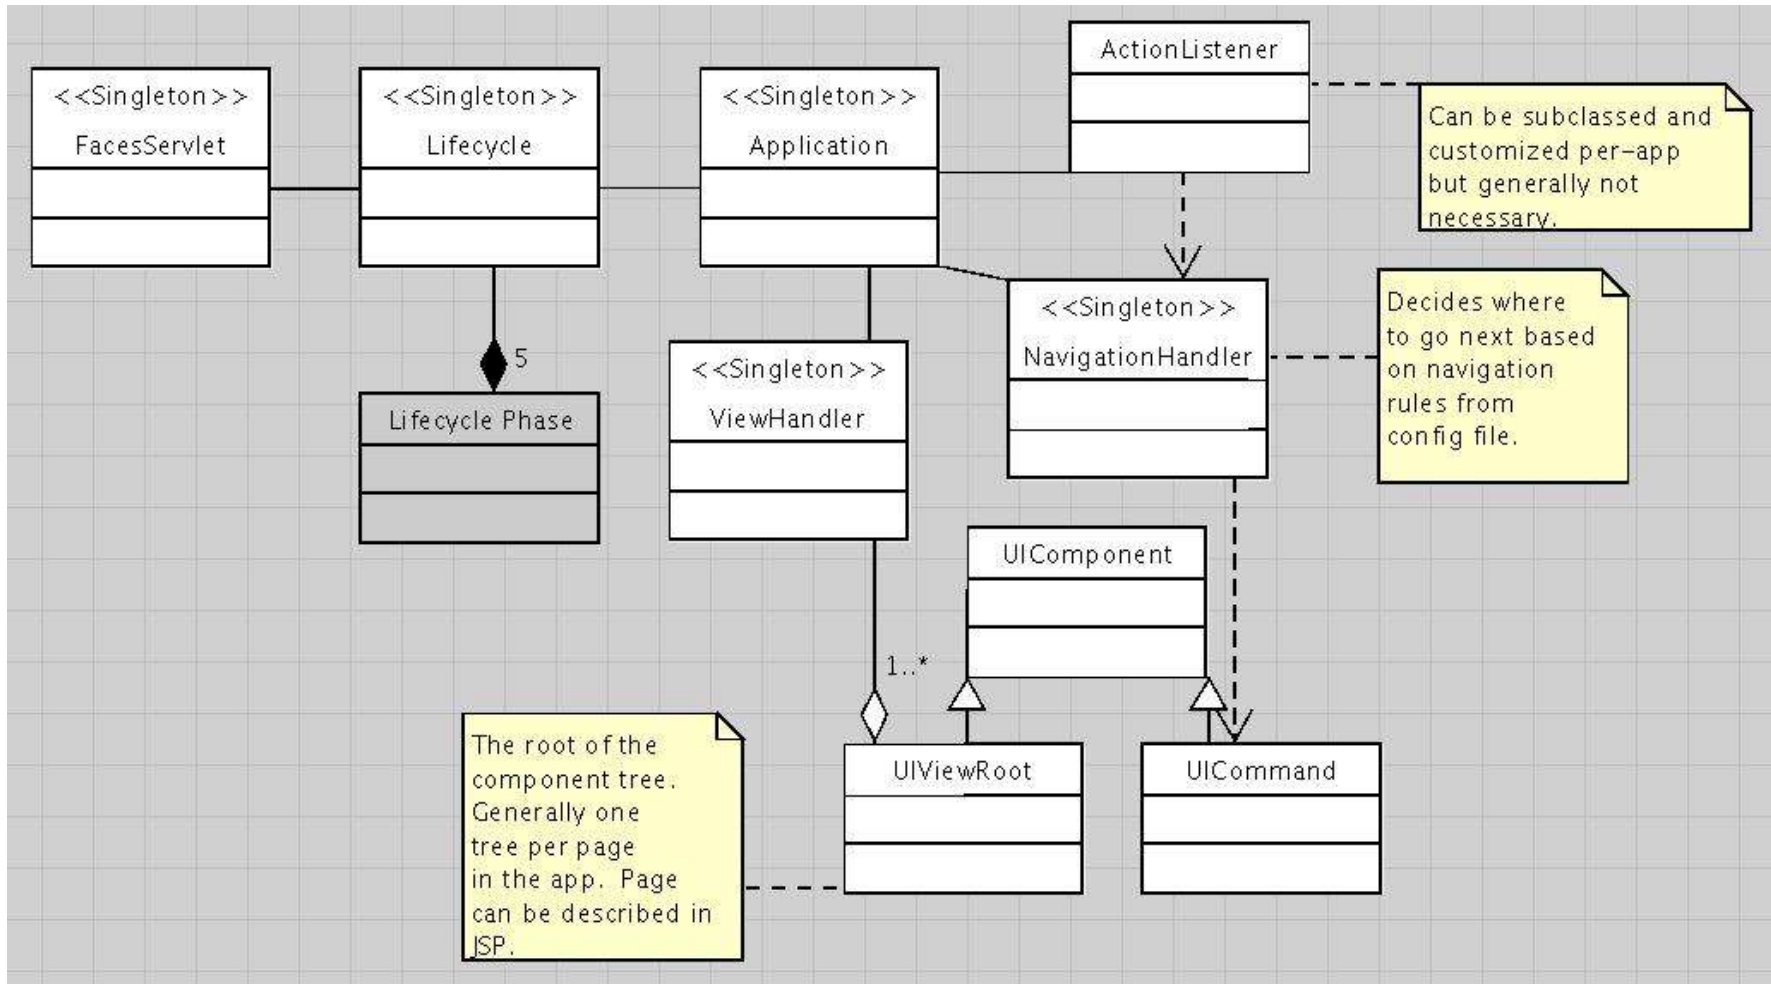 <<Singleton>>
FacesServlet
<<Singleton>>
Lifecycle
<<Singleton>>
Application
ActionListener
Can be subclassed and
customized per-app
but generally not
necessary.
<<Singleton>>
NavigationHandler
Decides where
to go next based
on navigation
rules from
config file.
5
Lifecycle Phase
<<Singleton>>
ViewHandler
UIComponent
1..*
The root of the
component tree.
Generally one
tree per page
in the app. Page
can be described in
JSP.
UIViewRoot
UICommand